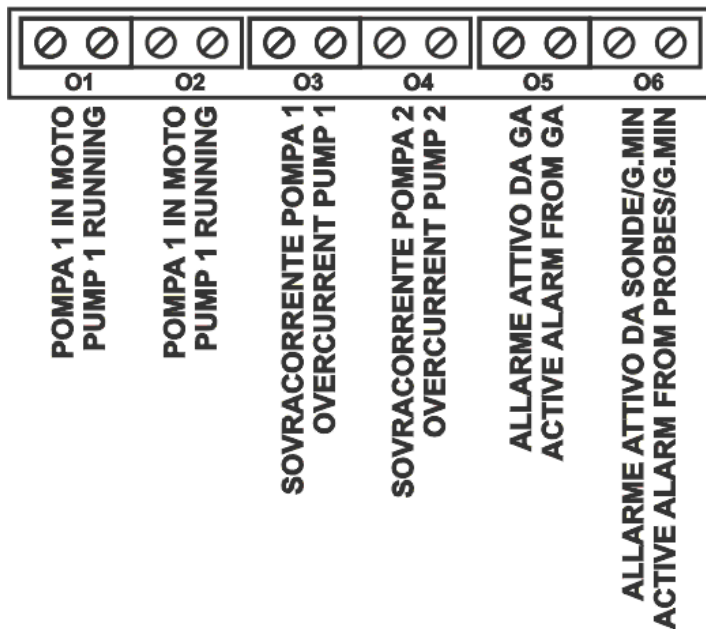 O1 O2 O3 O4 O5 O6
POMPA 1 IN MOTO
PUMP 1 RUNNING
POMPA 1 IN MOTO
PUMP 1 RUNNING
SOVRACORRENTE POMPA 1
OVERCURRENT PUMP 1
SOVRACORRENTE POMPA 2
OVERCURRENT PUMP 2
ALLARME ATTIVO DA GA
ACTIVE ALARM FROM GA
ALLARME ATTIVO DA SONDE/G.MIN
ACTIVE ALARM FROM PROBES/G.MIN